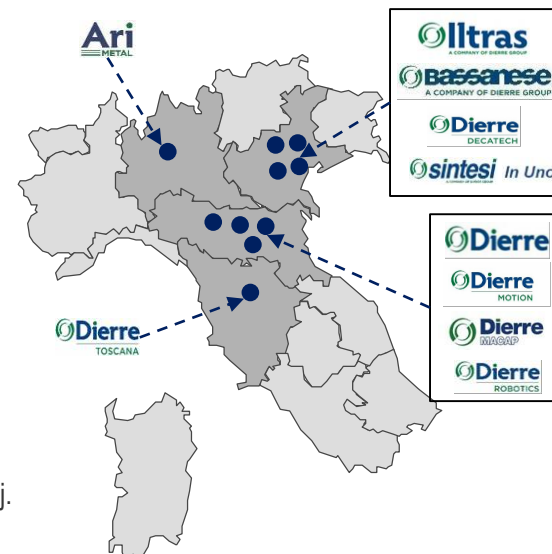 Ari
METAL
Olltras
A COMPANY OF DIERRE GROUP
BASSANESE
A COMPANY OF DIERRE GROUP
Dierre
DECATECH
sintesi In Unc
Dierre
Dierre
MOTION
Dierre
MACAP
Dierre
ROBOTICS
Dierre
TOSCANA
j.